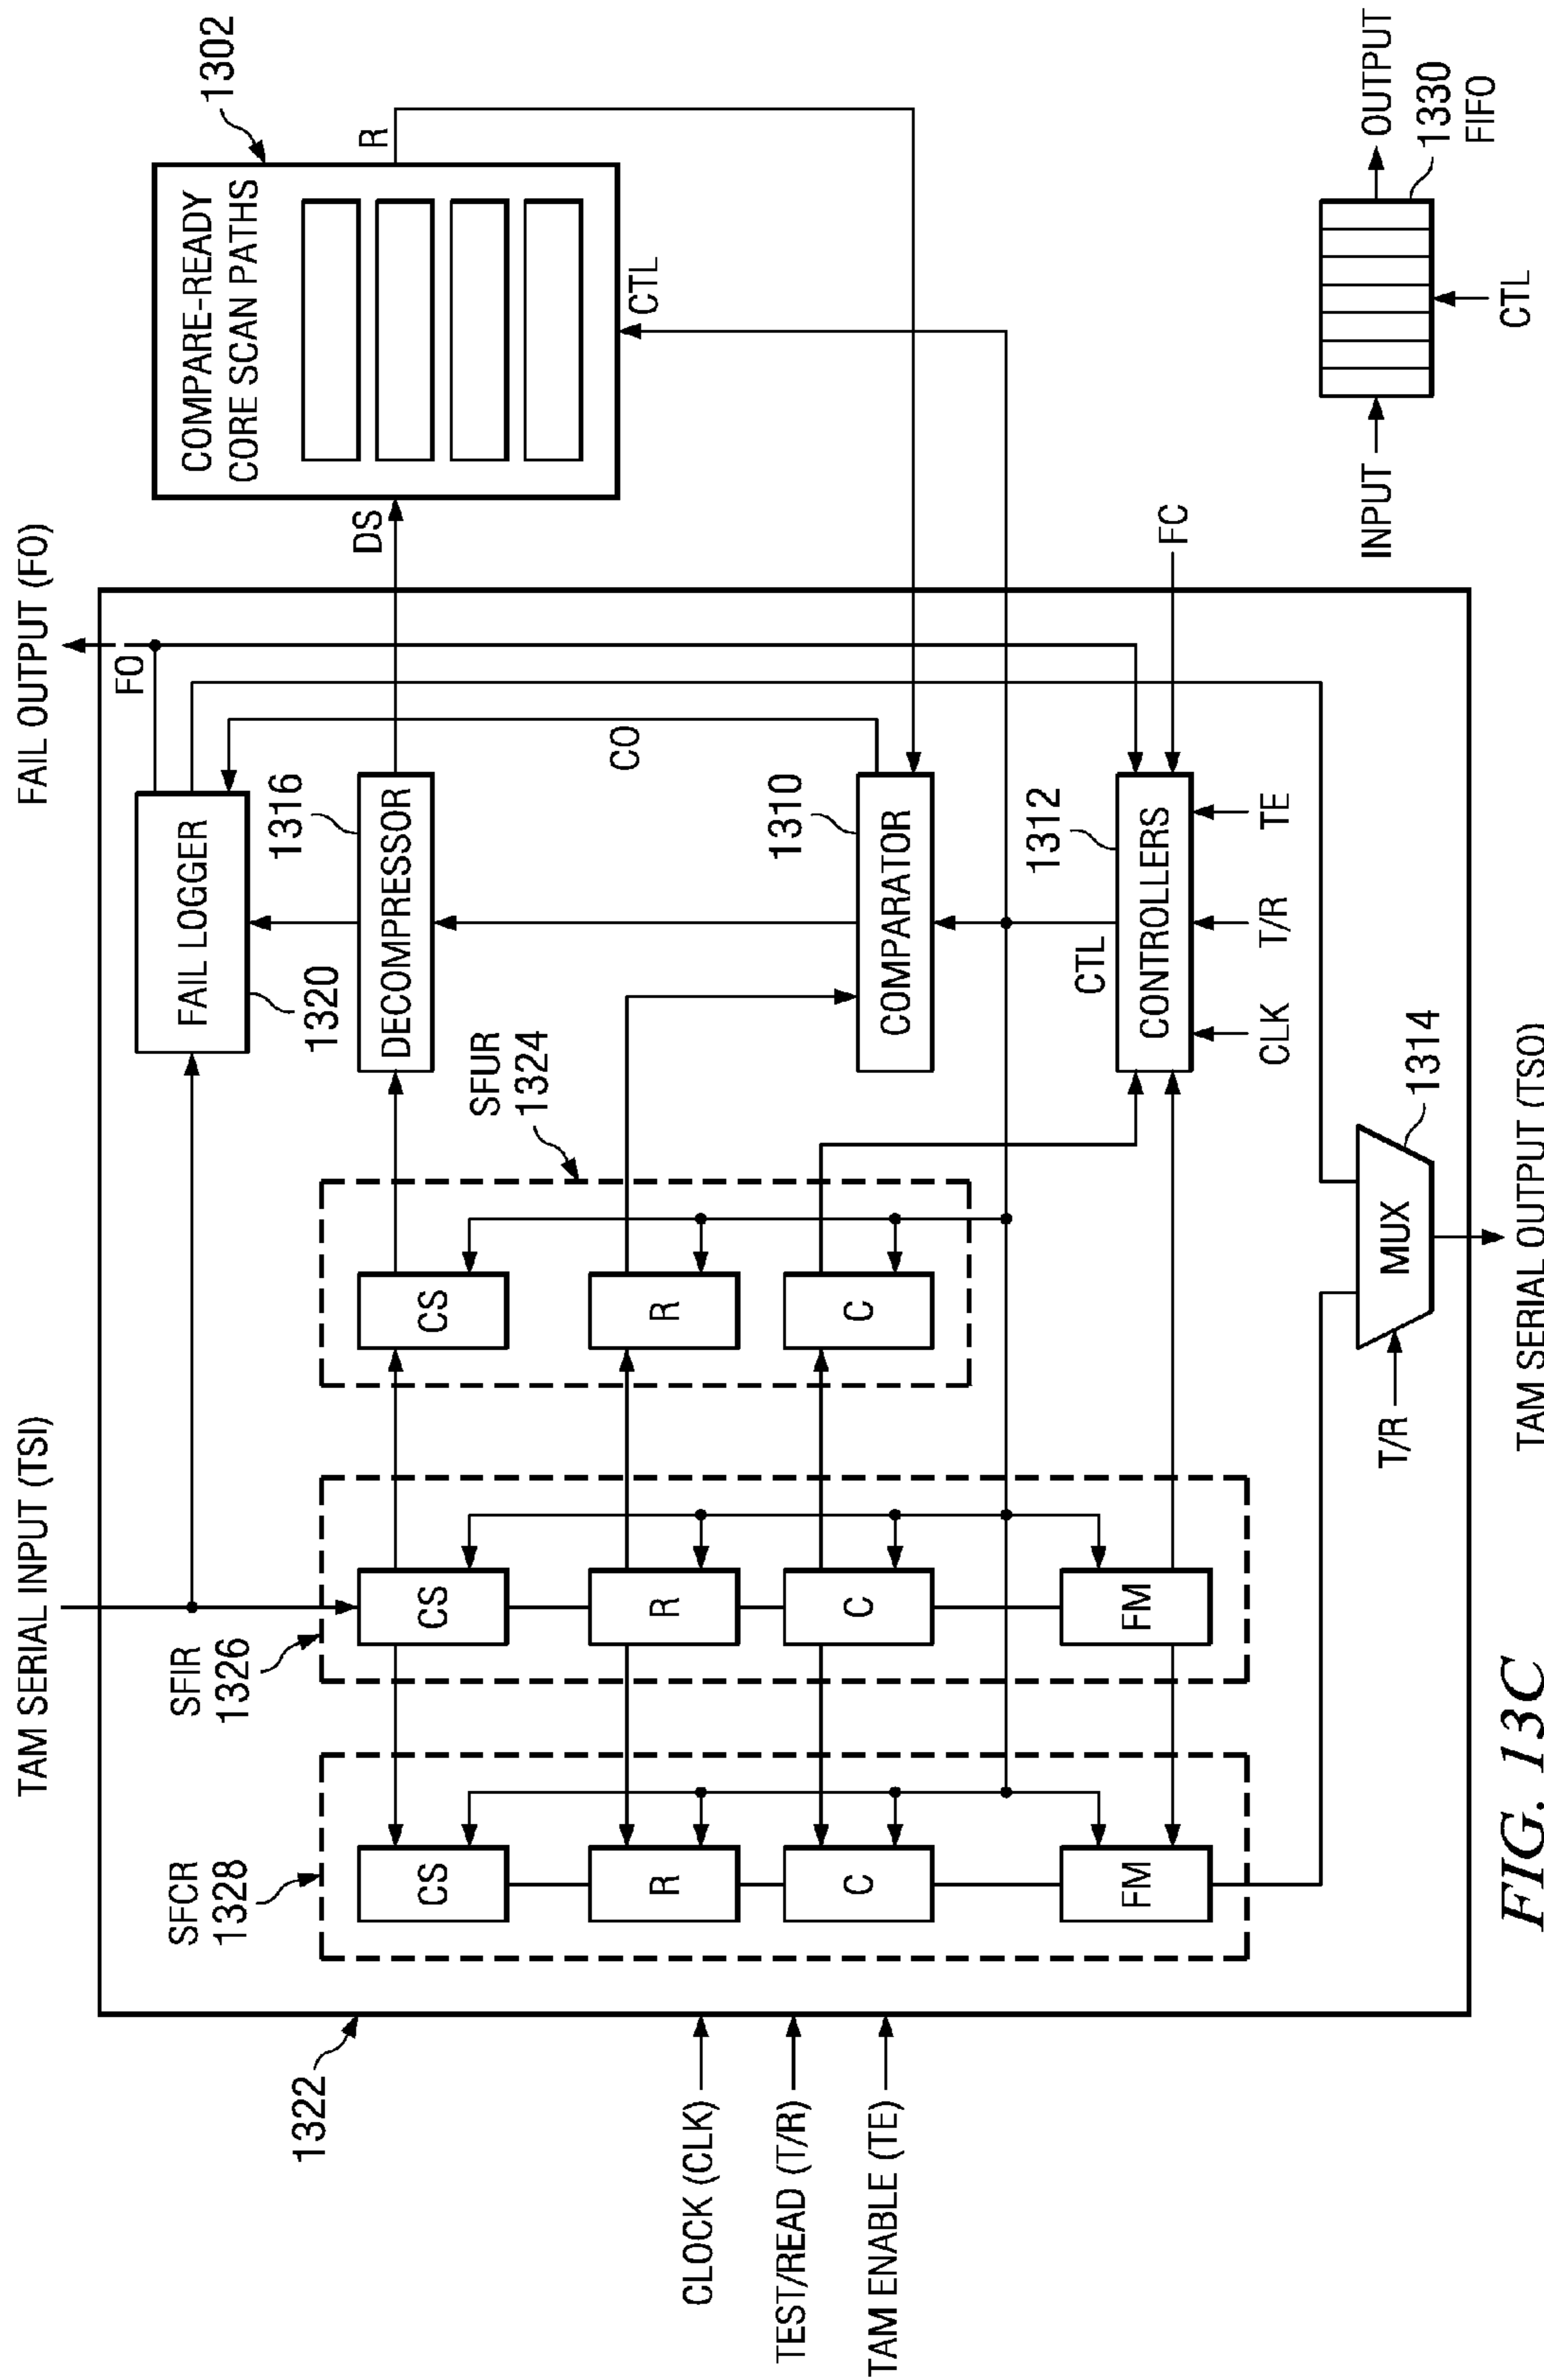 TAM SERIAL INPUT (TSI)
FAIL OUTPUT (FO)
1322
CLOCK (CLK)
TEST/READ (T/R)
TAM ENABLE (TE)
SFCR
1328
CS
R
C
FM
SFIR
1326
CS
R
C
FM
SFUR
1324
CS
R
C
FAIL LOGGER
1320
FO
DECOMPRESSOR
1316
CO
COMPARATOR
1310
CTL
CONTROLLERS
1312
CLK
T/R
TE
FC
MUX
1314
T/R
TAM SERIAL OUTPUT (TSO)
DS
COMPARE-READY
CORE SCAN PATHS
1302
R
CTL
INPUT
OUTPUT
1330
FIFO
CTL
FIG. 13C